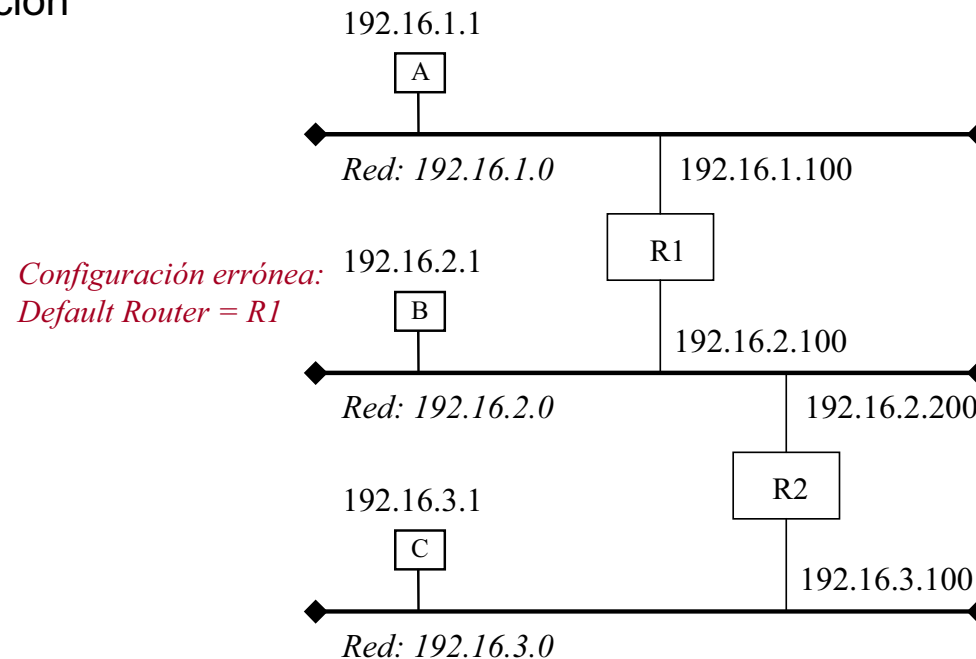 ción
192.16.1.1
A
Red: 192.16.1.0
192.16.1.100
R1
Configuración errónea:
Default Router = R1
192.16.2.1
B
192.16.2.100
Red: 192.16.2.0
192.16.2.200
R2
192.16.3.1
C
192.16.3.100
Red: 192.16.3.0